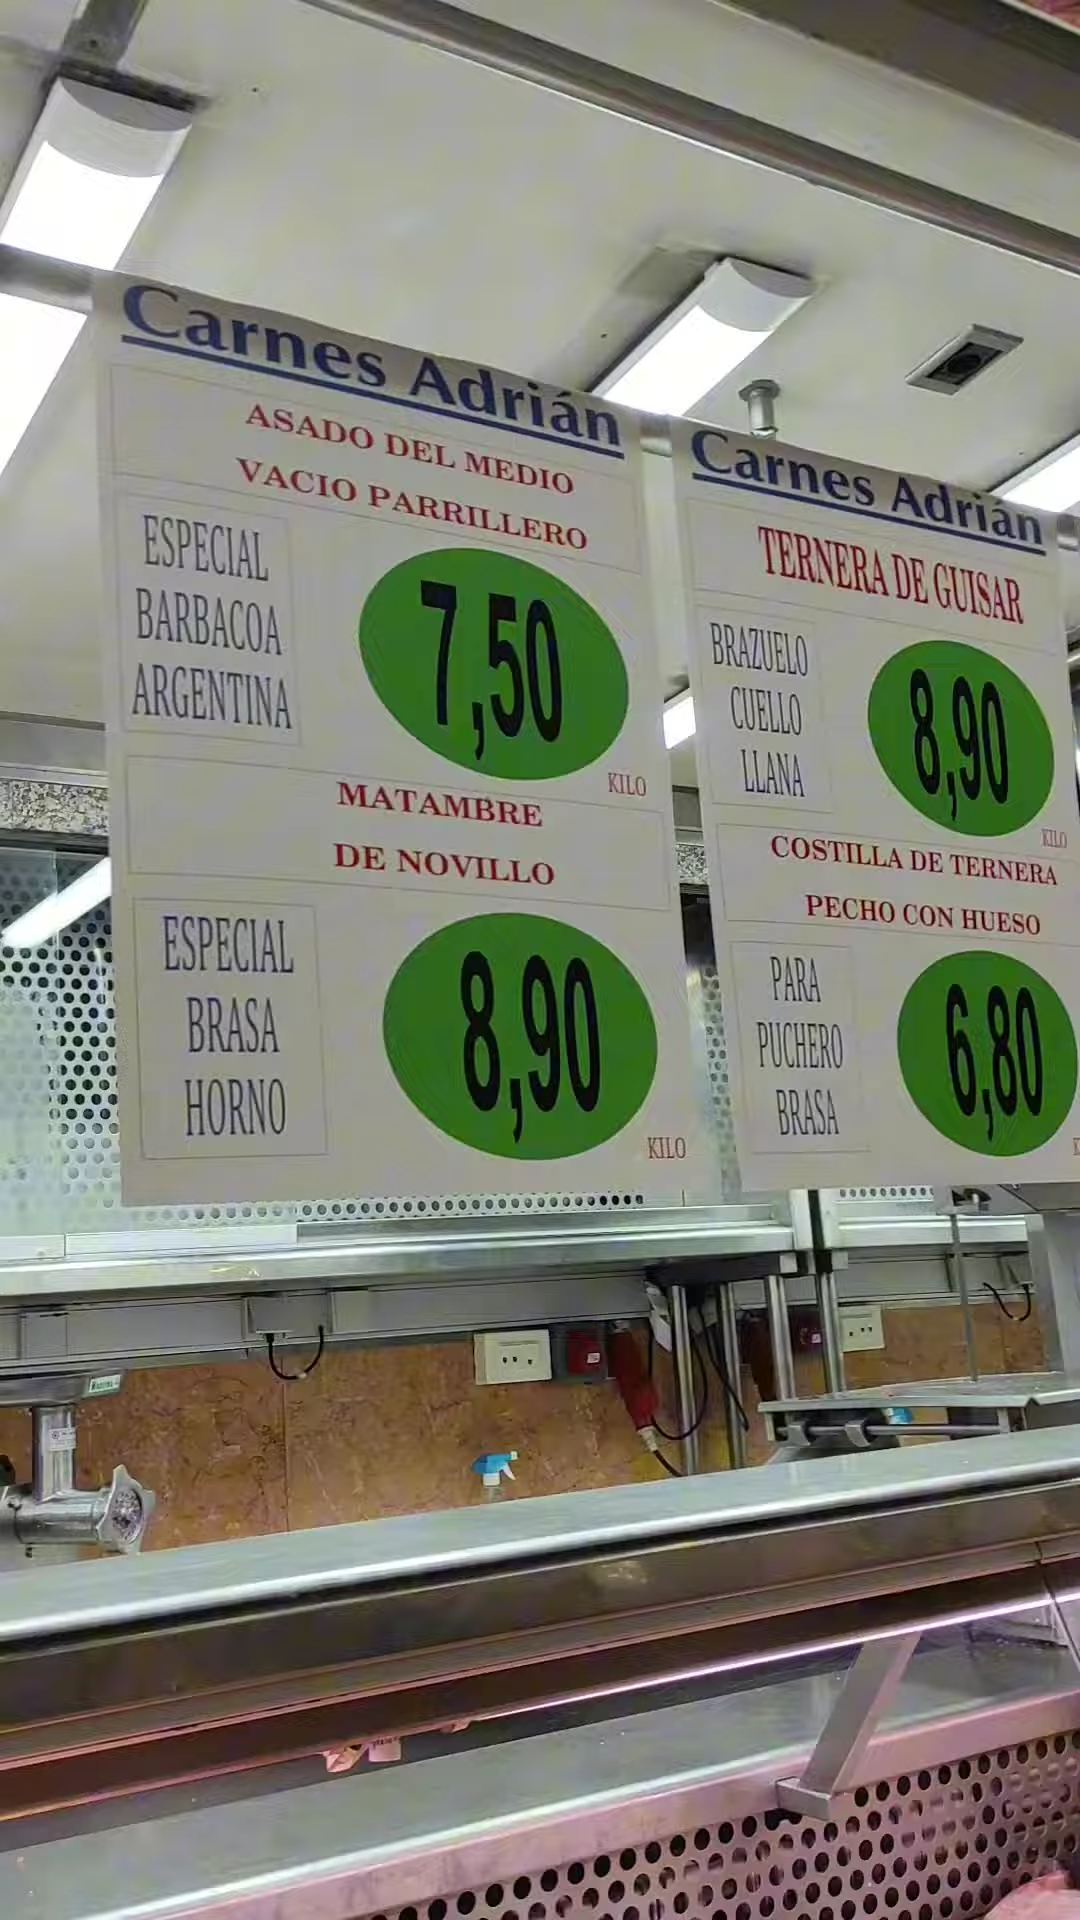 Carnes Adrián
ASADO DEL MEDIO
VACIO PARRILLERO
ESPECIAL
BARBACOA
ARGENTINA
7,50
KILO
MATAMBRE
DE NOVILLO
ESPECIAL
BRASA
HORNO
8,90
KILO
Carnes Adrián
TERNERA DE GUISAR
BRAZUELO
CUELLO
LLANA
8,90
KILO
COSTILLA DE TERNERA
PECHO CON HUESO
PARA
PUCHERO
BRASA
6,80